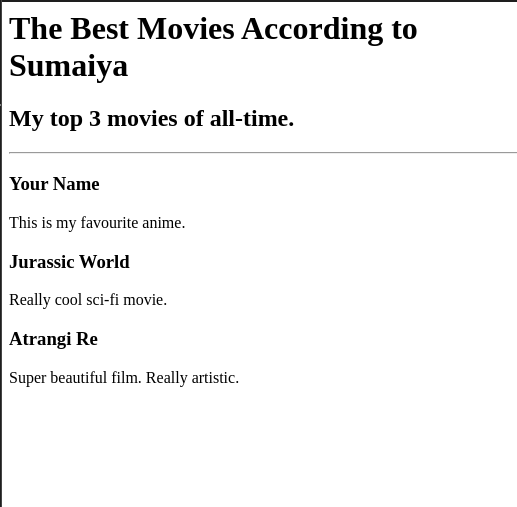 The Best Movies According to
Sumaiya
My top 3 movies of all-time.
Your Name
This is my favourite anime.
Jurassic World
Really cool sci-fi movie.
Atrangi Re
Super beautiful film. Really artistic.